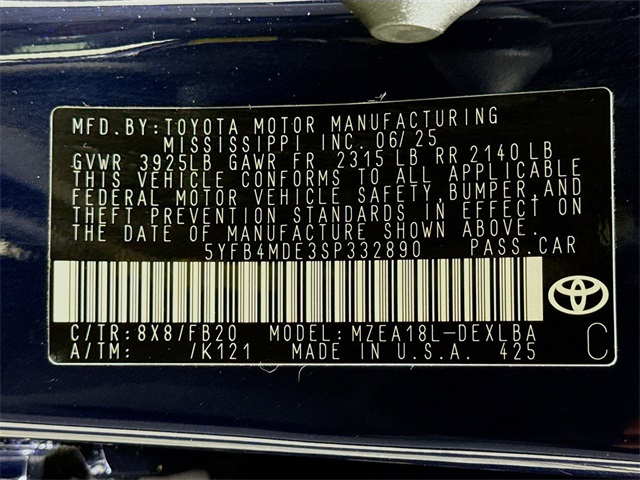 MFD.BY:TOYOTA MOTOR MANUFACTURING
MISSISSIPPI INC. 06/25
GVWR 3925LB GAWR FR 2315 LB RR 2140 LB
THIS VEHICLE CONFORMS TO ALL APPLICABLE
FEDERAL MOTOR VEHICLE SAFETY,BUMPER,AND
THEFT PREVENTION STANDARDS IN EFFECT ON
THE DATE OF MANUFACTURE SHOWN ABOVE.
5YFB4MDE3SP332890 PASS.CAR
C/TR:8X8/FB20 MODEL:MZEA18L-DEXLBA
A/TM: /K121 MADE IN U.S.A. 425 C